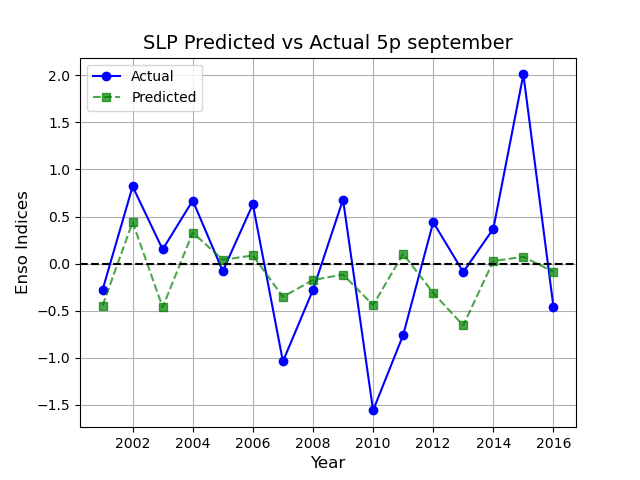 SLP Predicted vs Actual 5p september
Actual
Predicted
2.0
1.5
1.0
0.5
0.0
−0.5
−1.0
−1.5
Enso Indices
2002 2004 2006 2008 2010 2012 2014 2016
Year